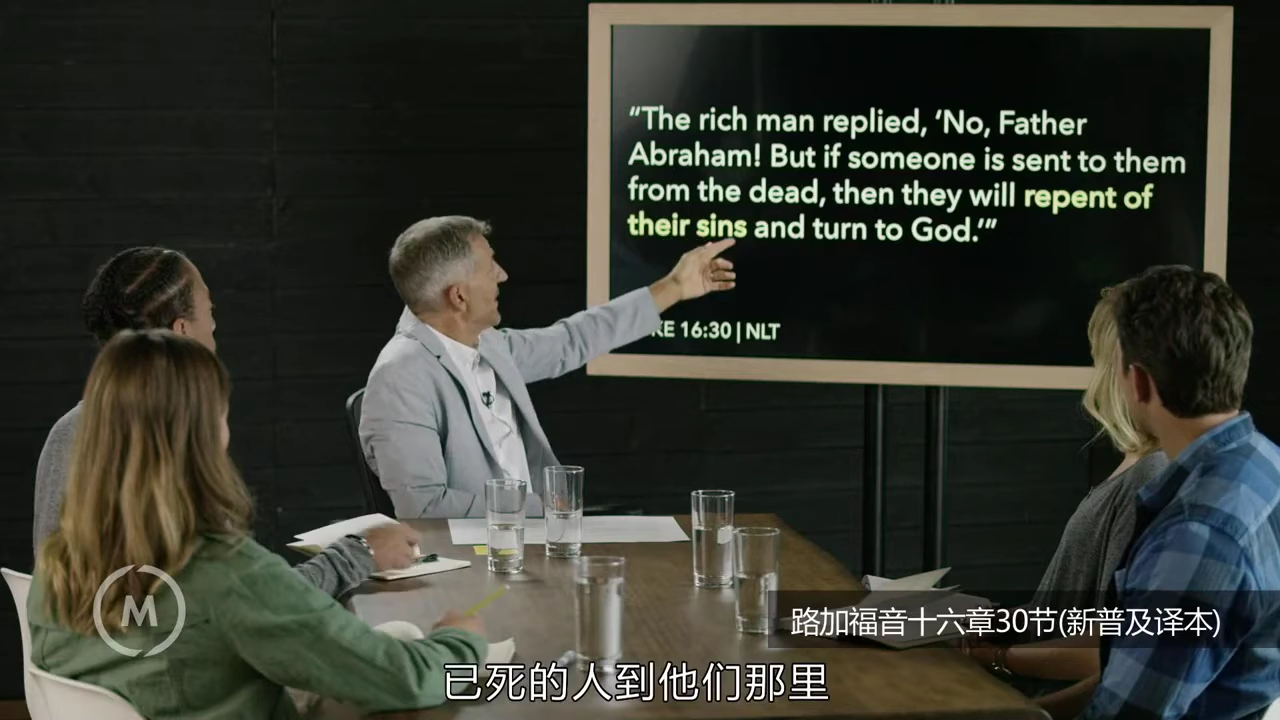 “The rich man replied, ‘No, Father
Abraham! But if someone is sent to them
from the dead, then they will repent of
their sins and turn to God.’”
KE 16:30 | NLT
M
路加福音十六章30节(新普及译本)
已死的人到他们那里